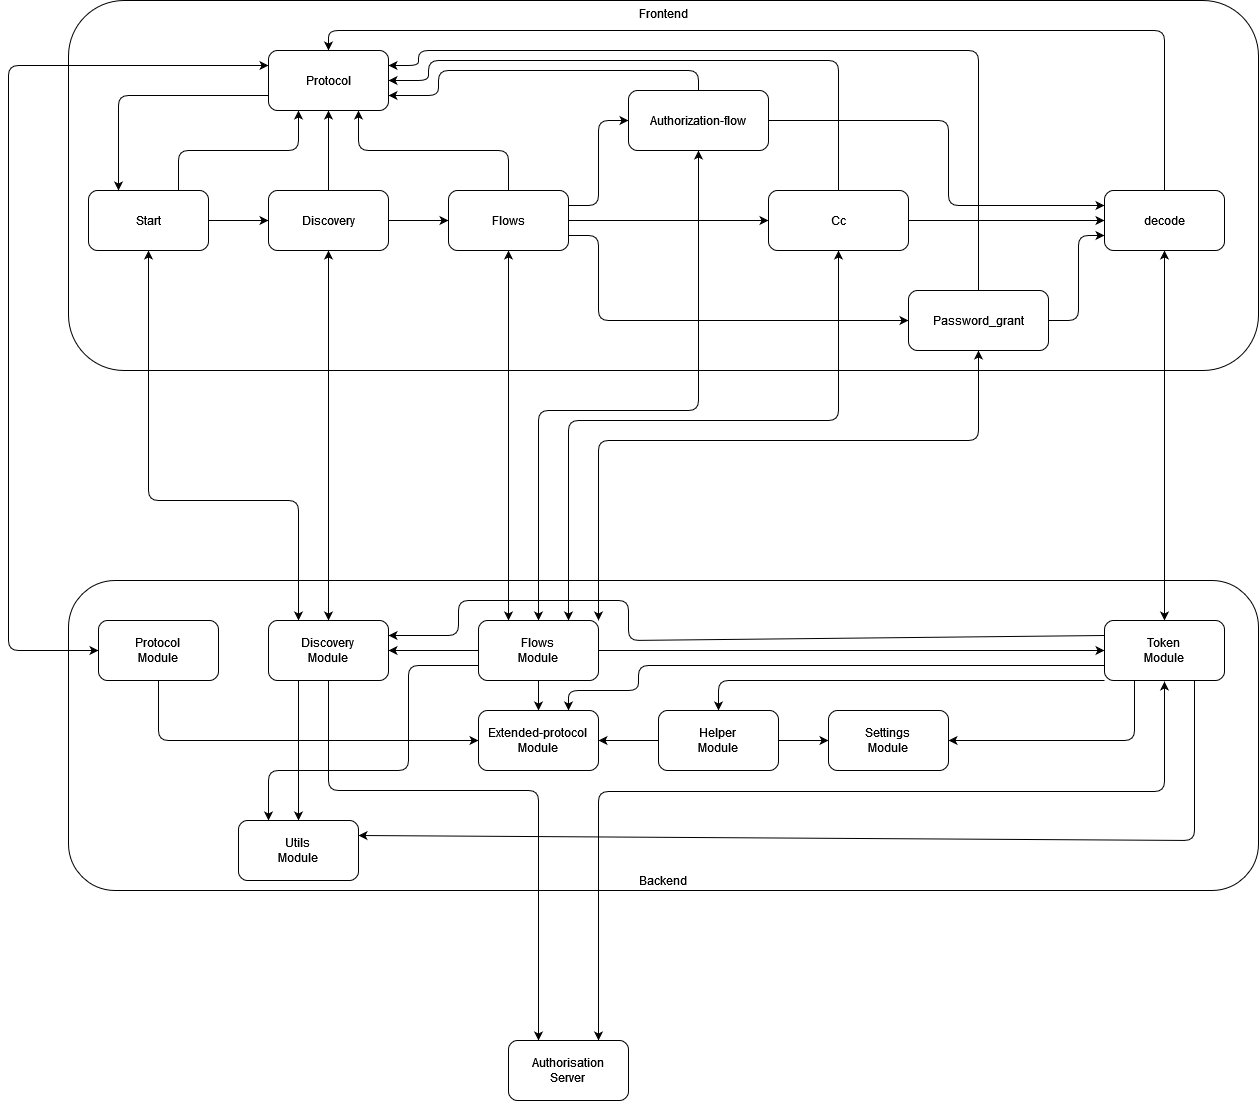 Frontend
Protocol
Authorization-flow
Start
Discovery
Flows
Cc
decode
Password_grant
Protocol
Module
Discovery
Module
Flows
Module
Token
Module
Extended-protocol
Module
Helper
Module
Settings
Module
Utils
Module
Backend
Authorisation
Server